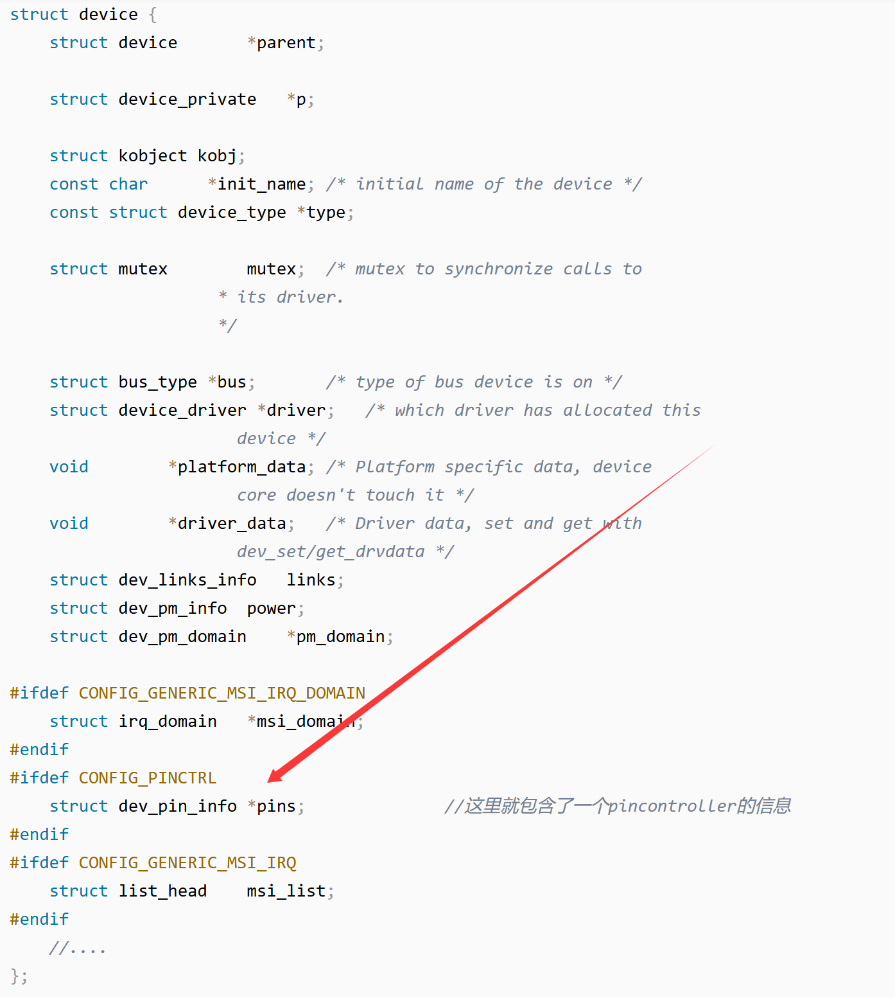 struct device {
    struct device       *parent;

    struct device_private   *p;

    struct kobject kobj;
    const char      *init_name; /* initial name of the device */
    const struct device_type *type;

    struct mutex        mutex;  /* mutex to synchronize calls to
                     * its driver.
                     */

    struct bus_type *bus;       /* type of bus device is on */
    struct device_driver *driver;   /* which driver has allocated this
                       device */
    void        *platform_data; /* Platform specific data, device
                       core doesn't touch it */
    void        *driver_data;   /* Driver data, set and get with
                       dev_set/get_drvdata */
    struct dev_links_info   links;
    struct dev_pm_info  power;
    struct dev_pm_domain    *pm_domain;

#ifdef CONFIG_GENERIC_MSI_IRQ_DOMAIN
    struct irq_domain   *msi_domain;
#endif
#ifdef CONFIG_PINCTRL
    struct dev_pin_info *pins;              //这里就包含了一个pincontroller的信息
#endif
#ifdef CONFIG_GENERIC_MSI_IRQ
    struct list_head    msi_list;
#endif
    //....
};